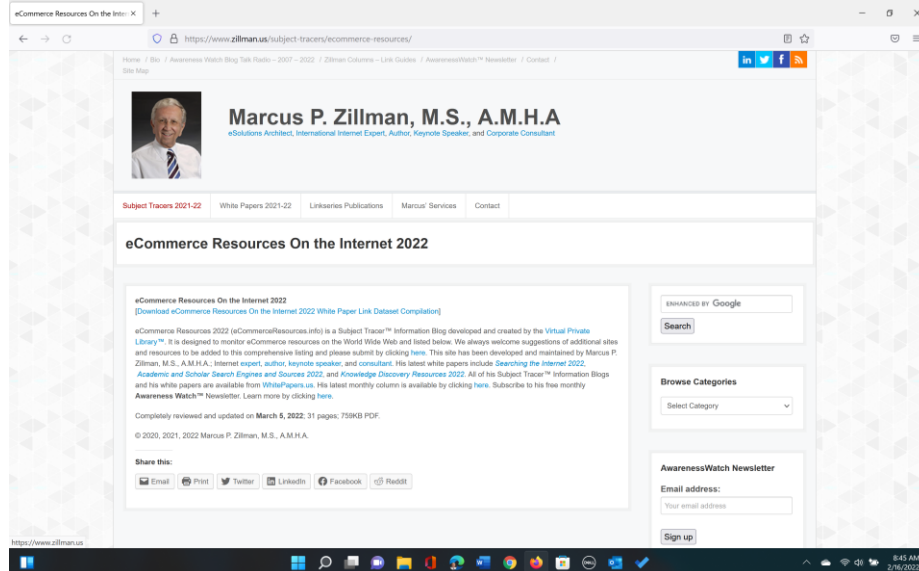 eCommerce Resources On the Inter
https://www.zillman.us/subject-tracers/ecommerce-resources/
Home / Bio / Awareness Watch Blog Talk Radio – 2007 – 2022 / Zillman Columns – Link Guides / AwarenessWatch™ Newsletter / Contact /
Site Map
Marcus P. Zillman, M.S., A.M.H.A
eSolutions Architect, International Internet Expert, Author, Keynote Speaker, and Corporate Consultant
Subject Tracers 2021-22 White Papers 2021-22 Linkseries Publications Marcus' Services Contact
eCommerce Resources On the Internet 2022
eCommerce Resources On the Internet 2022
[Download eCommerce Resources On the Internet 2022 White Paper Link Dataset Compilation]
eCommerce Resources 2022 (eCommerceResources.info) is a Subject Tracer™ Information Blog developed and created by the Virtual Private
Library™. It is designed to monitor eCommerce resources on the World Wide Web and listed below. We always welcome suggestions of additional sites
and resources to be added to this comprehensive listing and please submit by clicking here. This site has been developed and maintained by Marcus P.
Zillman, M.S., A.M.H.A.; Internet expert, author, keynote speaker, and consultant. His latest white papers include Searching the Internet 2022,
Academic and Scholar Search Engines and Sources 2022, and Knowledge Discovery Resources 2022. All of his Subject Tracer™ Information Blogs
and his white papers are available from WhitePapers.us. His latest monthly column is available by clicking here. Subscribe to his free monthly
Awareness Watch™ Newsletter. Learn more by clicking here.
Completely reviewed and updated on March 5, 2022; 31 pages; 759KB PDF.
© 2020, 2021, 2022 Marcus P. Zillman, M.S., A.M.H.A.
Share this:
Email Print Twitter LinkedIn Facebook Reddit
ENHANCED BY Google
Search
Browse Categories
Select Category
AwarenessWatch Newsletter
Email address:
Your email address
Sign up
https://www.zillman.us
8:45 AM
2/16/2022